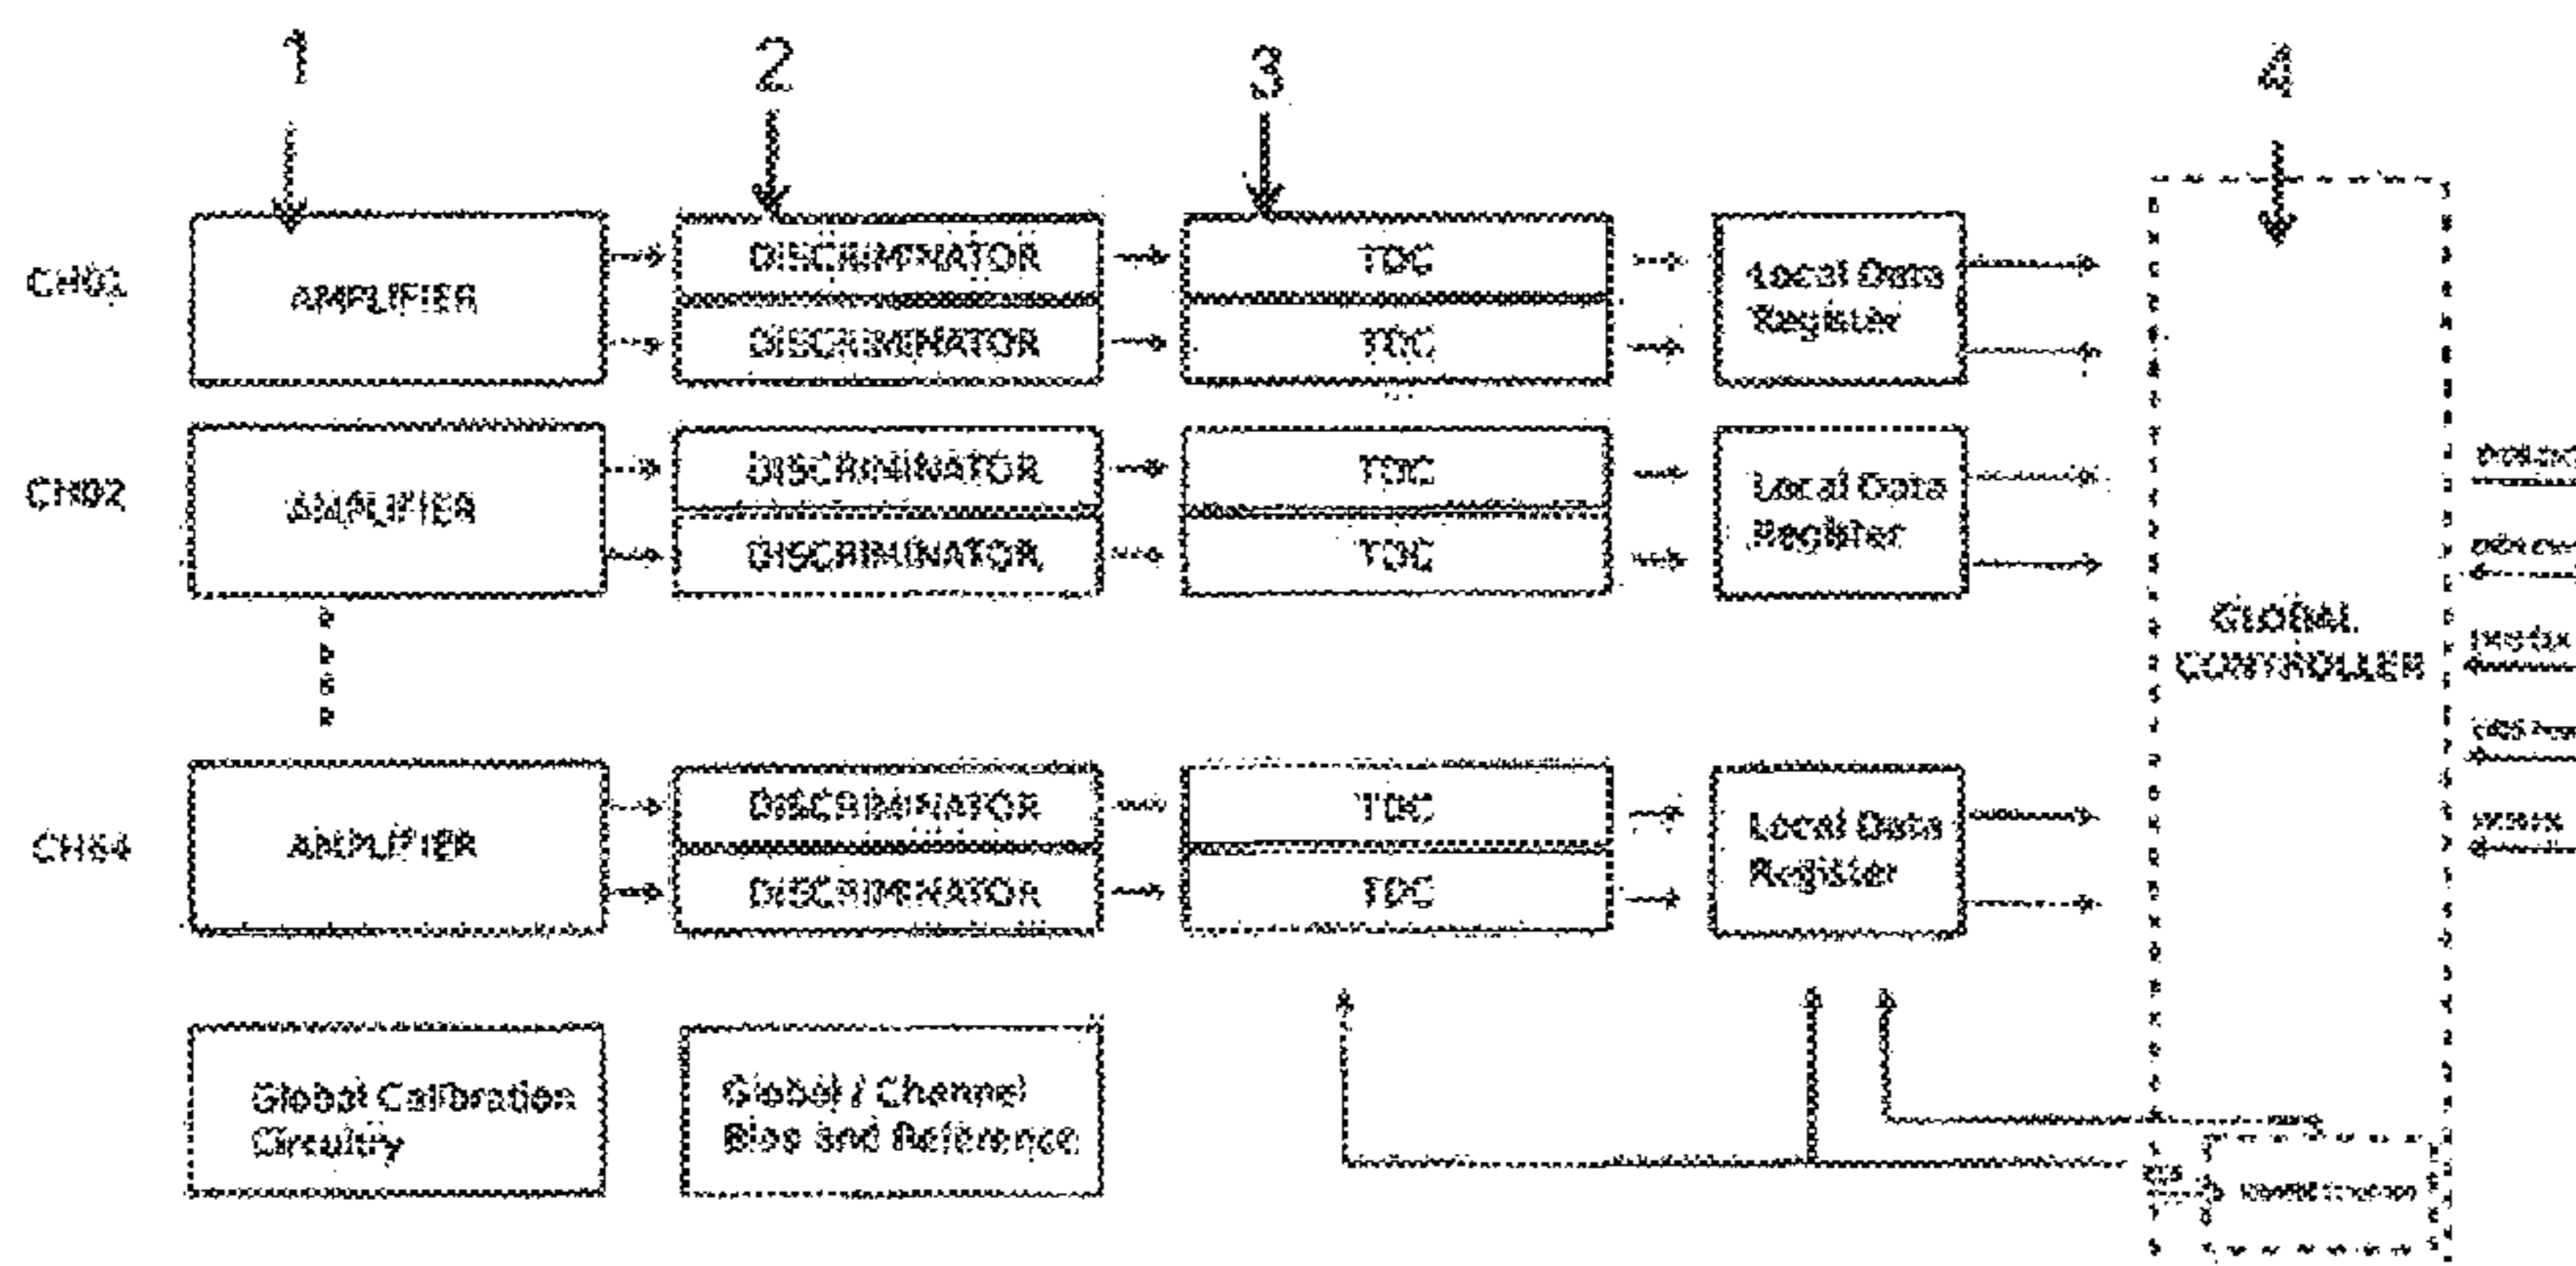 1 2 3 4
CH01
AMPLIFIER
DISCRIMINATOR
DISCRIMINATOR
TDC
TDC
Local Data
Register
CH02
AMPLIFIER
DISCRIMINATOR
DISCRIMINATOR
TDC
TDC
Local Data
Register
GLOBAL
CONTROLLER
CH64
AMPLIFIER
DISCRIMINATOR
DISCRIMINATOR
TDC
TDC
Local Data
Register
Global Calibration
Circuitry
Global / Channel
Bias and Reference